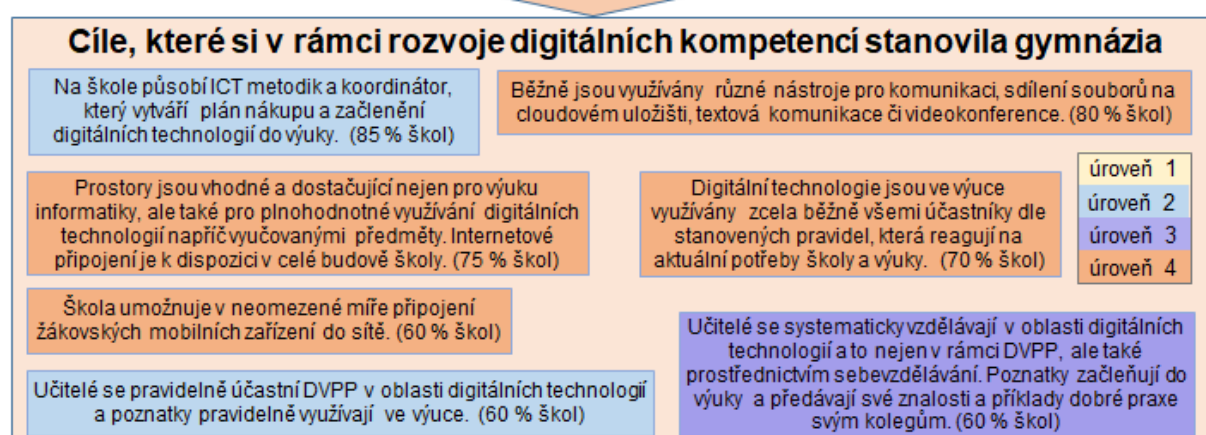 Cíle, které si v rámci rozvoje digitálních kompetencí stanovila gymnázia
Na škole působí ICT metodik a koordinátor,
který vytváří plán nákupu a začlenění
digitálních technologií do výuky. (85 % škol)
Běžně jsou využívány různé nástroje pro komunikaci, sdílení souborů na
cloudovém uložišti, textová komunikace či videokonference. (80 % škol)
Prostory jsou vhodné a dostačující nejen pro výuku
informatiky, ale také pro plnohodnotné využívání digitálních
technologií napříč vyučovanými předměty. Internetové
připojení je k dispozici v celé budově školy. (75 % škol)
Digitální technologie jsou ve výuce
využívány zcela běžně všemi účastníky dle
stanovených pravidel, která reagují na
aktuální potřeby školy a výuky. (70 % škol)
úroveň 1
úroveň 2
úroveň 3
úroveň 4
Škola umožnuje v neomezené míře připojení
žákovských mobilních zařízení do sítě. (60 % škol)
Učitelé se pravidelně účastní DVPP v oblasti digitálních technologií
a poznatky pravidelně využívají ve výuce. (60 % škol)
Učitelé se systematicky vzdělávají v oblasti digitálních
technologií a to nejen v rámci DVPP, ale také
prostřednictvím sebevzdělávání. Poznatky začleňují do
výuky a předávají své znalosti a příklady dobré praxe
svým kolegům. (60 % škol)